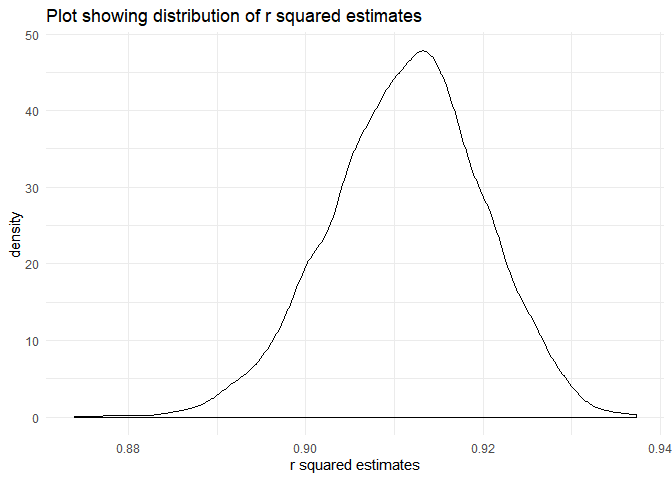 Plot showing distribution of r squared estimates
50
40
30
20
10
0
density
0.88 0.90 0.92 0.94
r squared estimates